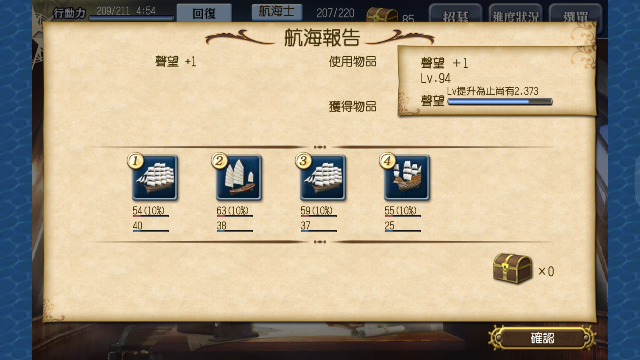 行動力 209/211 4:54 回復 航海士 207/220 85 招募 進度狀況 選單
航海報告
聲望 +1
使用物品
獲得物品
聲望 +1
Lv.94
Lv提升為止尚有2.373
聲望
1 2 3 4
54(10%) 63(10%) 59(10%) 55(10%)
40 38 37 25
×0
確認